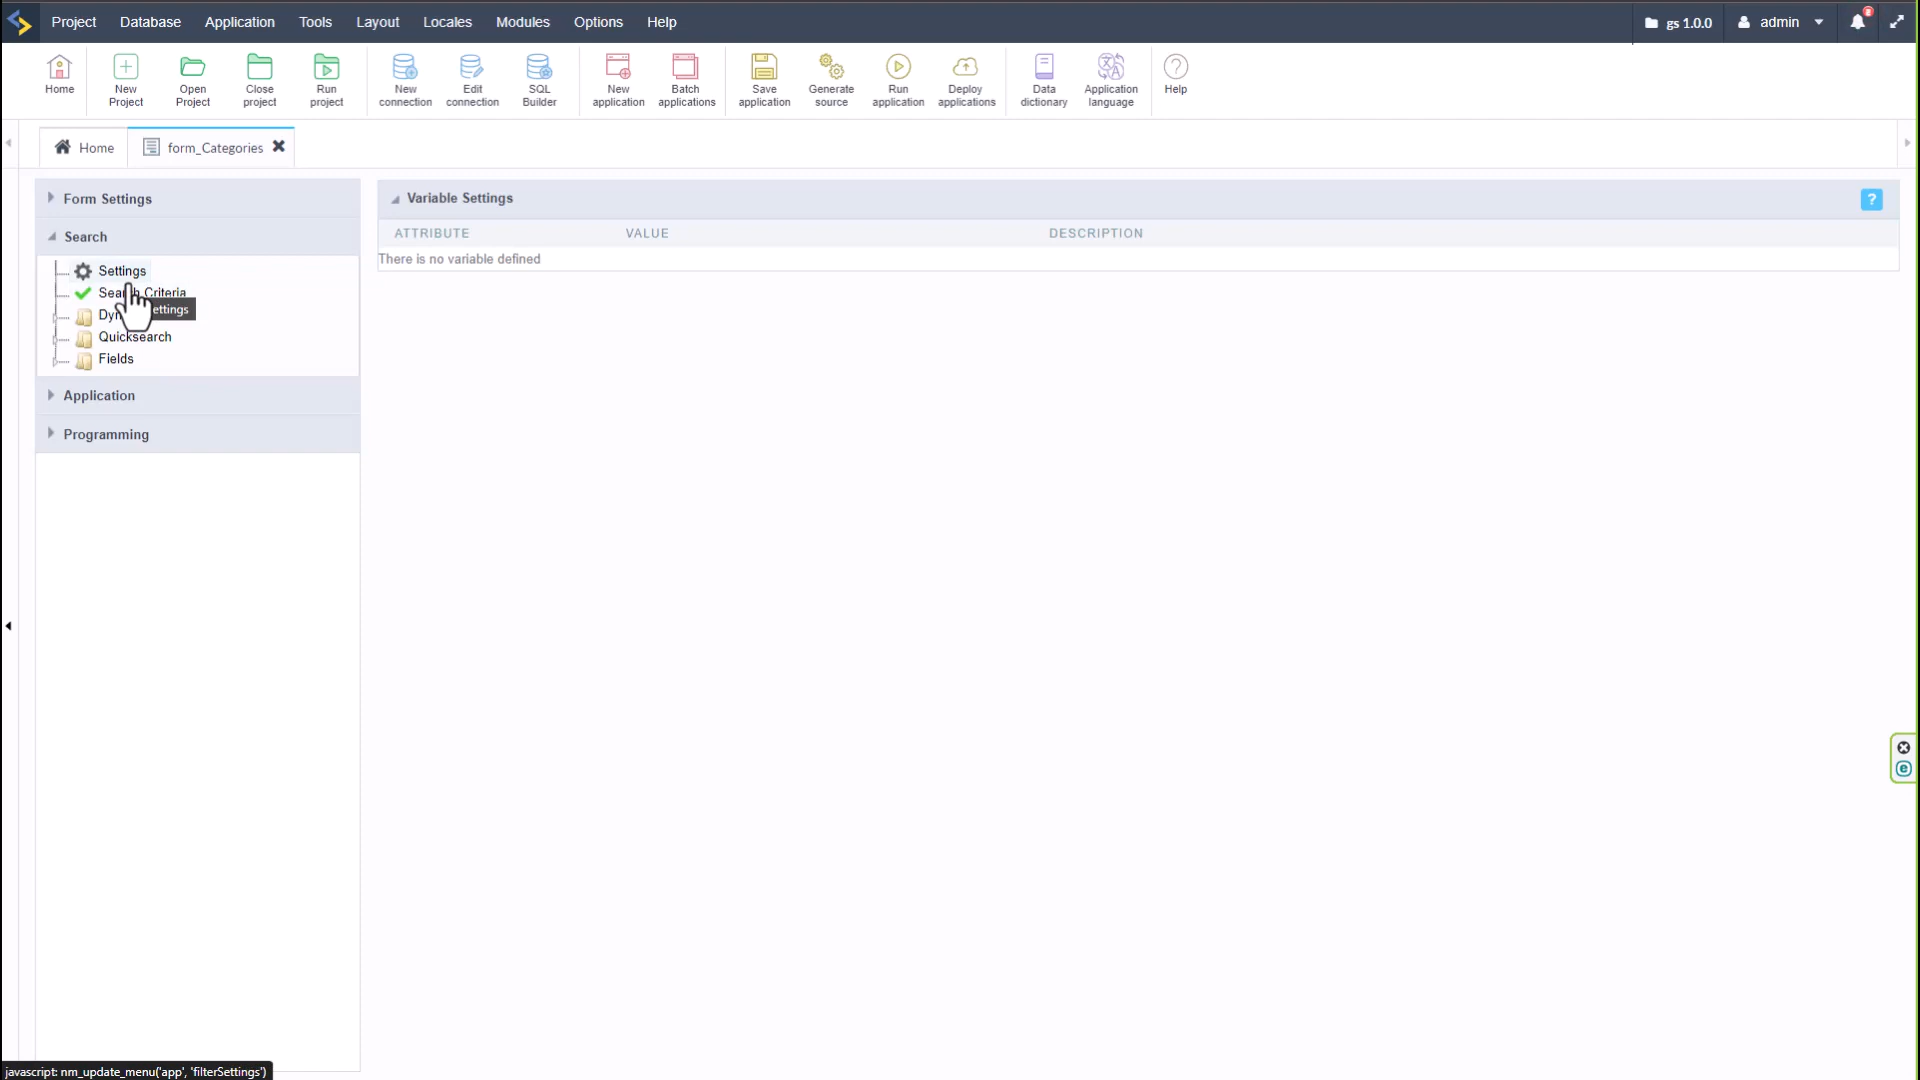 Project Database Application Tools Layout Locales Modules Options Help gs 1.0.0 admin
Home New Project Open Project Close project Run project New connection Edit connection SQL Builder New application Batch applications Save application Generate source Run application Deploy applications Data dictionary Application language Help
Home form_Categories
Form Settings
Search
Settings
Search Criteria
ettings
Quicksearch
Fields
Application
Programming
Variable Settings ?
ATTRIBUTE VALUE DESCRIPTION
There is no variable defined
javascript: nm_update_menu('app', 'filterSettings')